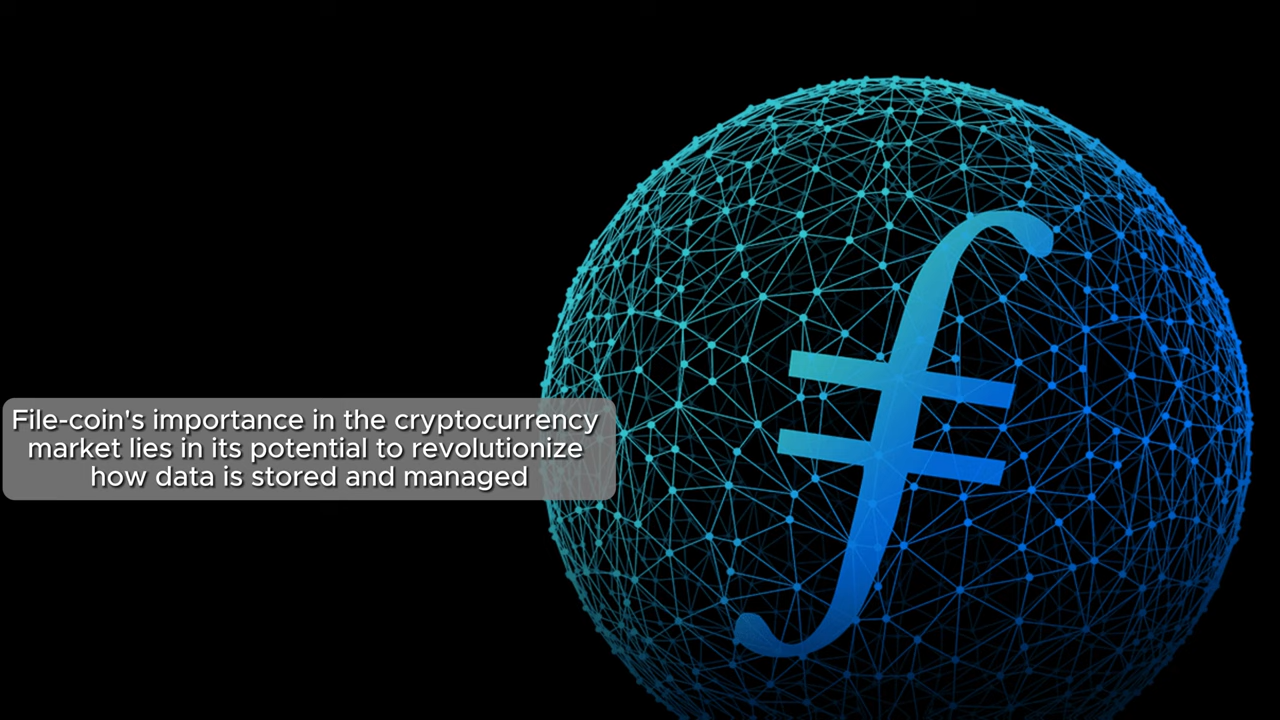 File-coin's importance in the cryptocurrency
market lies in its potential to revolutionize
how data is stored and managed